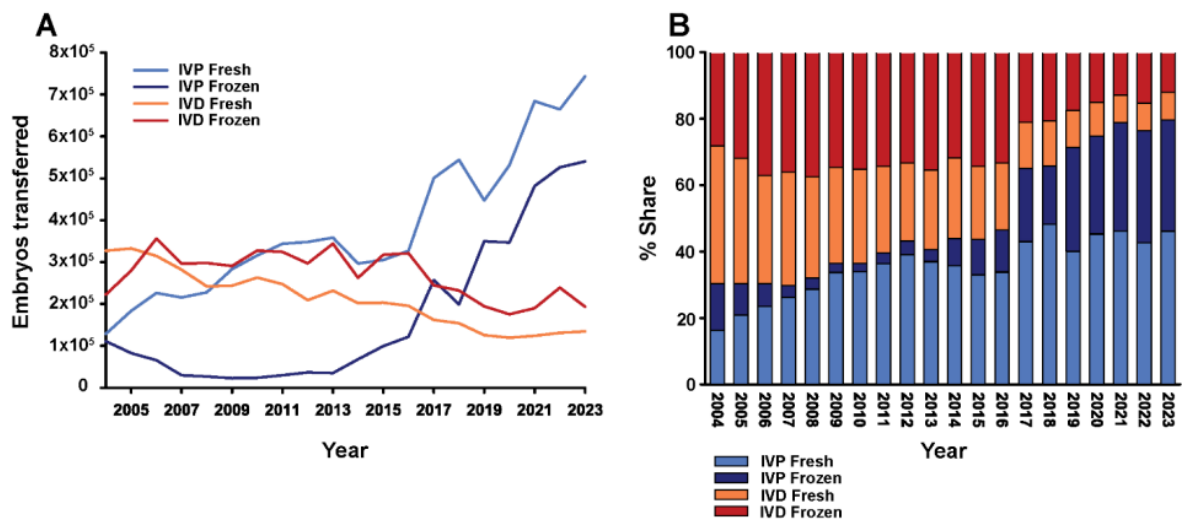 A
8x10⁵
7x10⁵
6x10⁵
5x10⁵
4x10⁵
3x10⁵
2x10⁵
1x10⁵
0
Embryos transferred
IVP Fresh
IVP Frozen
IVD Fresh
IVD Frozen
2005 2007 2009 2011 2013 2015 2017 2019 2021 2023
Year
B
100
80
60
40
20
0
% Share
2004 2005 2006 2007 2008 2009 2010 2011 2012 2013 2014 2015 2016 2017 2018 2019 2020 2021 2022 2023
Year
IVP Fresh
IVP Frozen
IVD Fresh
IVD Frozen